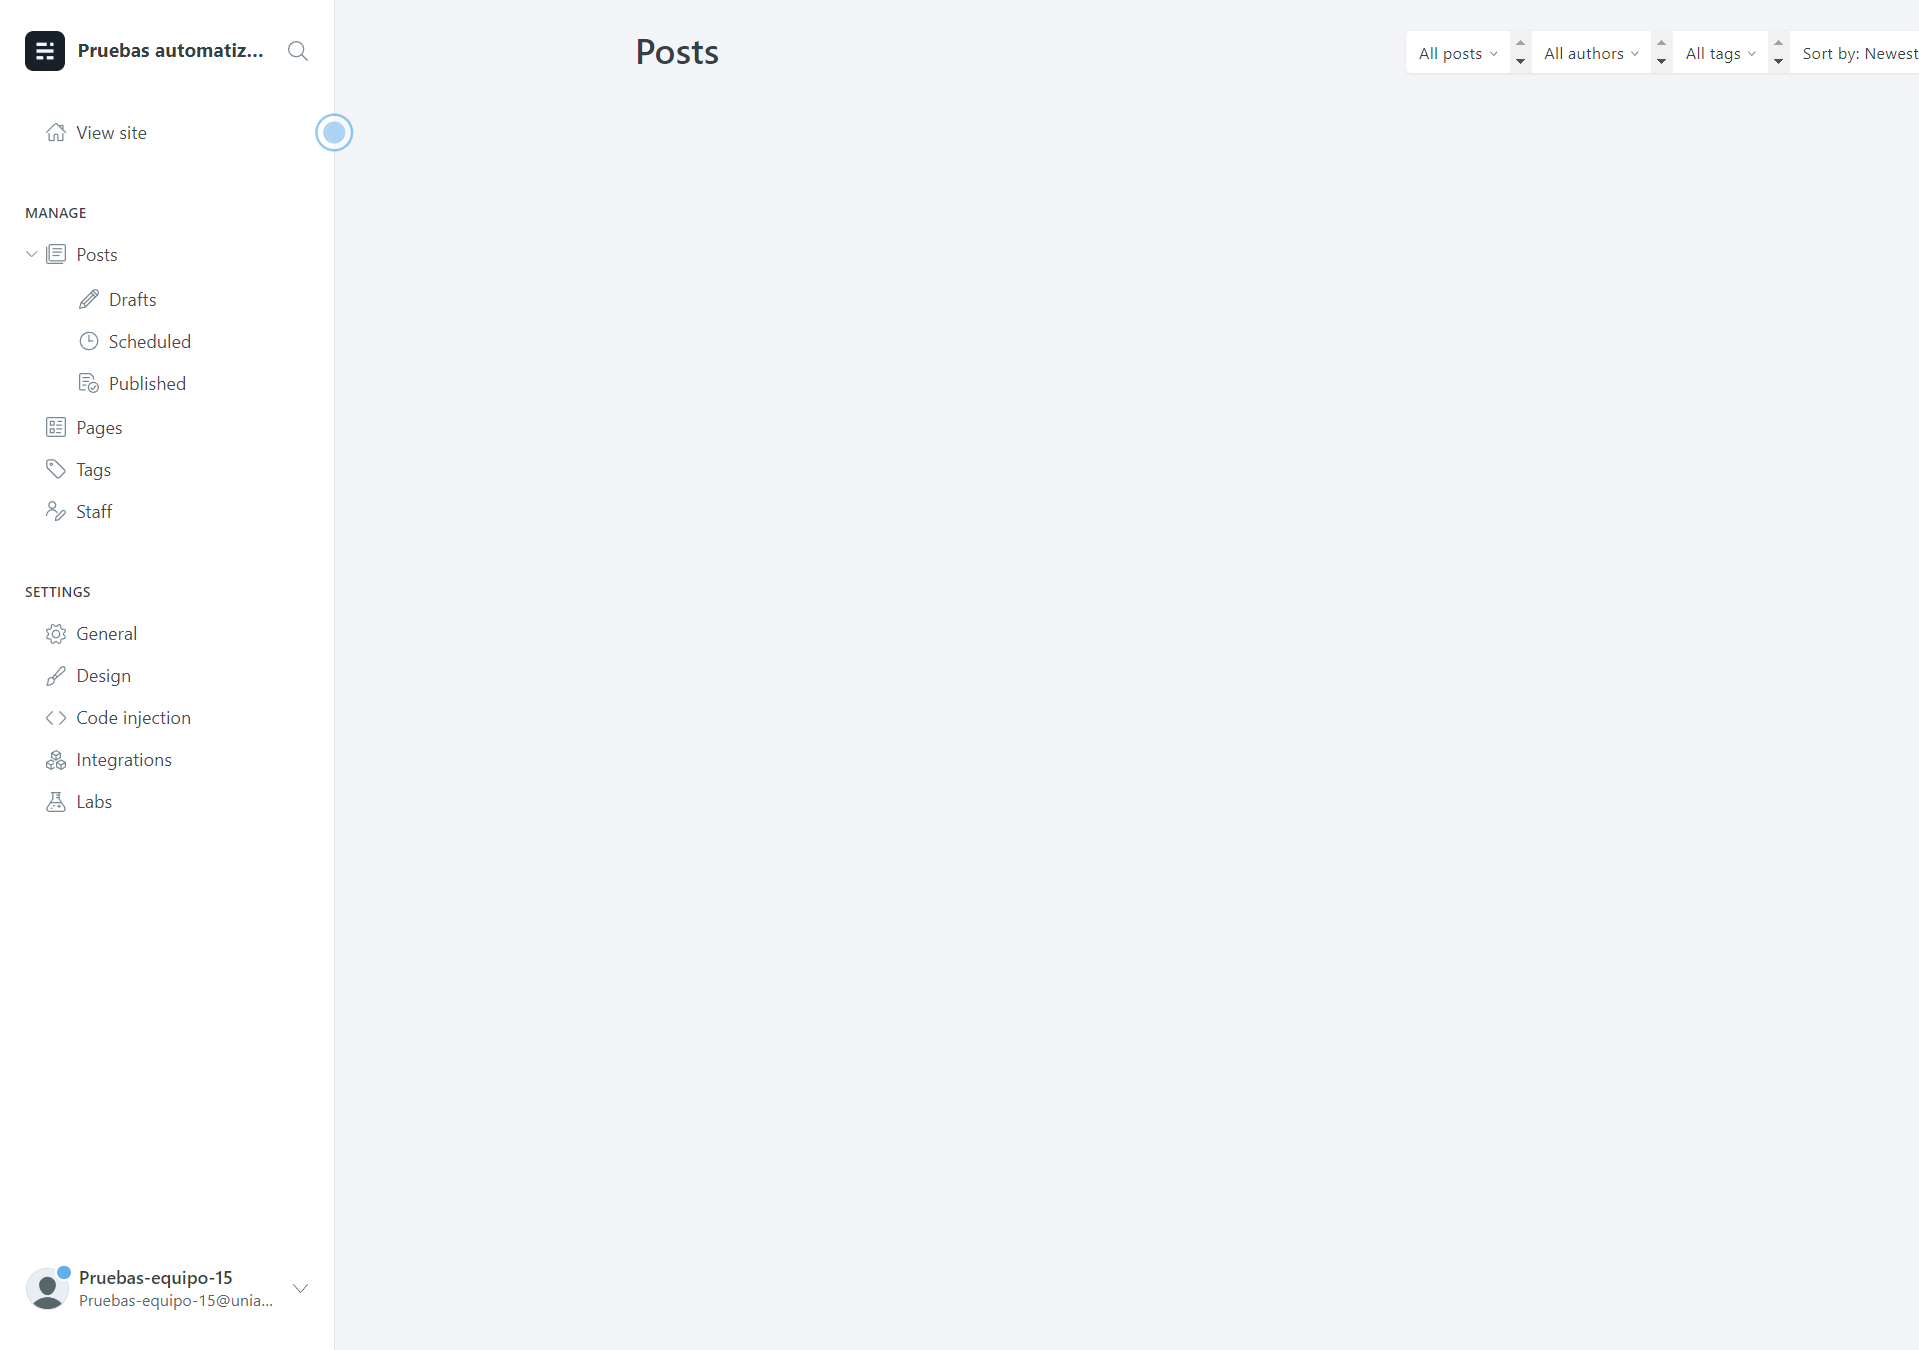 Pruebas automatiz...
Posts
All posts
All authors
All tags
Sort by: Newest
View site
MANAGE
Posts
Drafts
Scheduled
Published
Pages
Tags
Staff
SETTINGS
General
Design
Code injection
Integrations
Labs
Pruebas-equipo-15
Pruebas-equipo-15@unia...